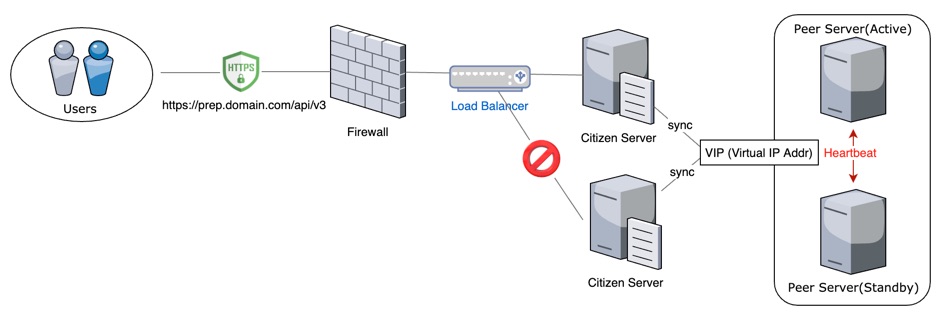 Peer Server(Active)
HTTPS
Users
https://prep.domain.com/api/v3
Firewall
Load Balancer
Citizen Server
sync
VIP (Virtual IP Addr)
Heartbeat
sync
Citizen Server
Peer Server(Standby)